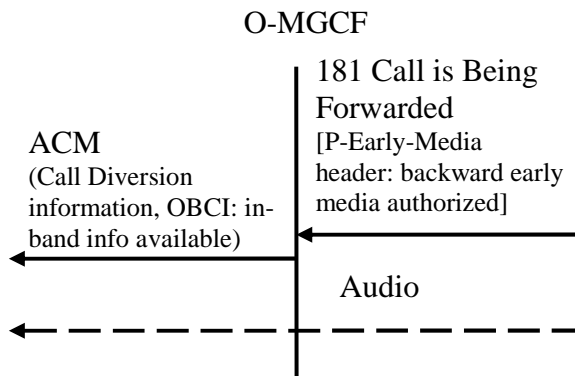 O-MGCF
181 Call is Being
Forwarded
[P-Early-Media
header: backward early
media authorized]
ACM
(Call Diversion
information, OBCI: in-
band info available)
Audio